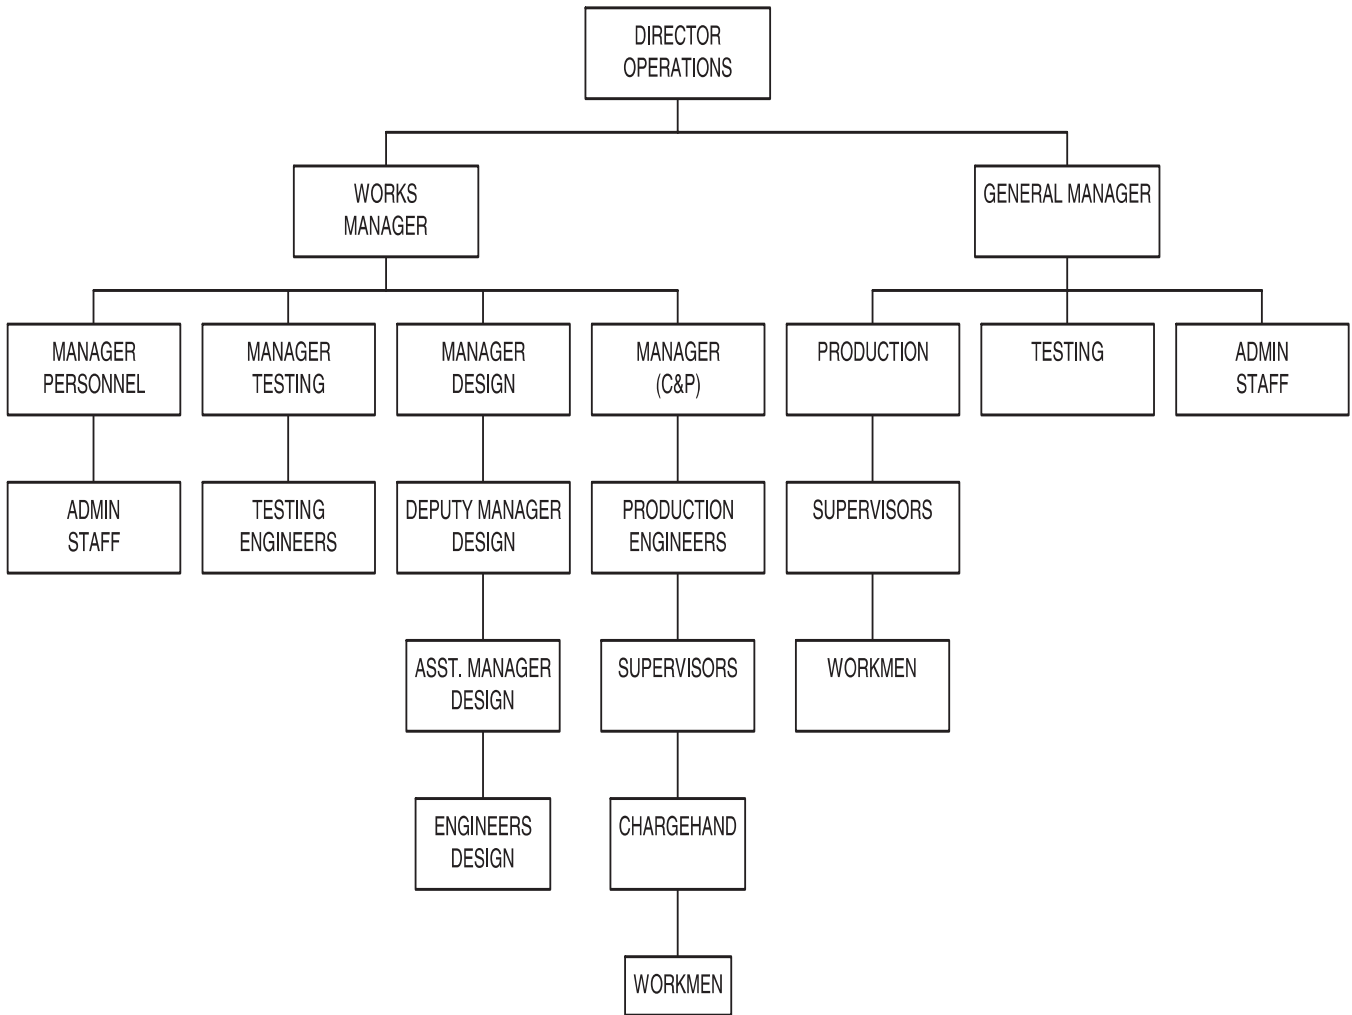 DIRECTOR
OPERATIONS
WORKS
MANAGER
GENERAL MANAGER
MANAGER
PERSONNEL
MANAGER
TESTING
MANAGER
DESIGN
MANAGER
(C&P)
PRODUCTION
TESTING
ADMIN
STAFF
ADMIN
STAFF
TESTING
ENGINEERS
DEPUTY MANAGER
DESIGN
PRODUCTION
ENGINEERS
SUPERVISORS
ASST. MANAGER
DESIGN
SUPERVISORS
WORKMEN
ENGINEERS
DESIGN
CHARGEHAND
WORKMEN